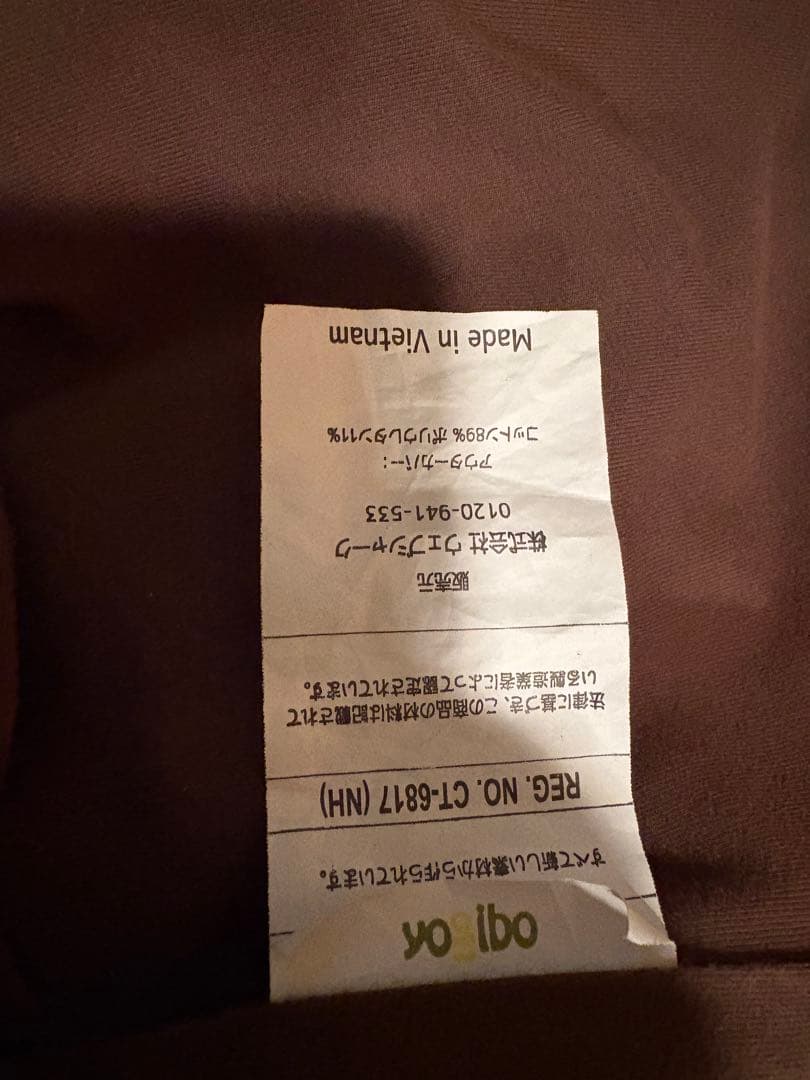 yogibo
すべて新しい素材から作られています。
REG. NO. CT-6817 (NH)
法律に基づき、この商品の材料は記載されて
いる製造業者によって認定されています。
販売元
株式会社 ウェブシャーク
0120-941-533
アウターカバー:
コットン89% ポリウレタン11%
Made in Vietnam